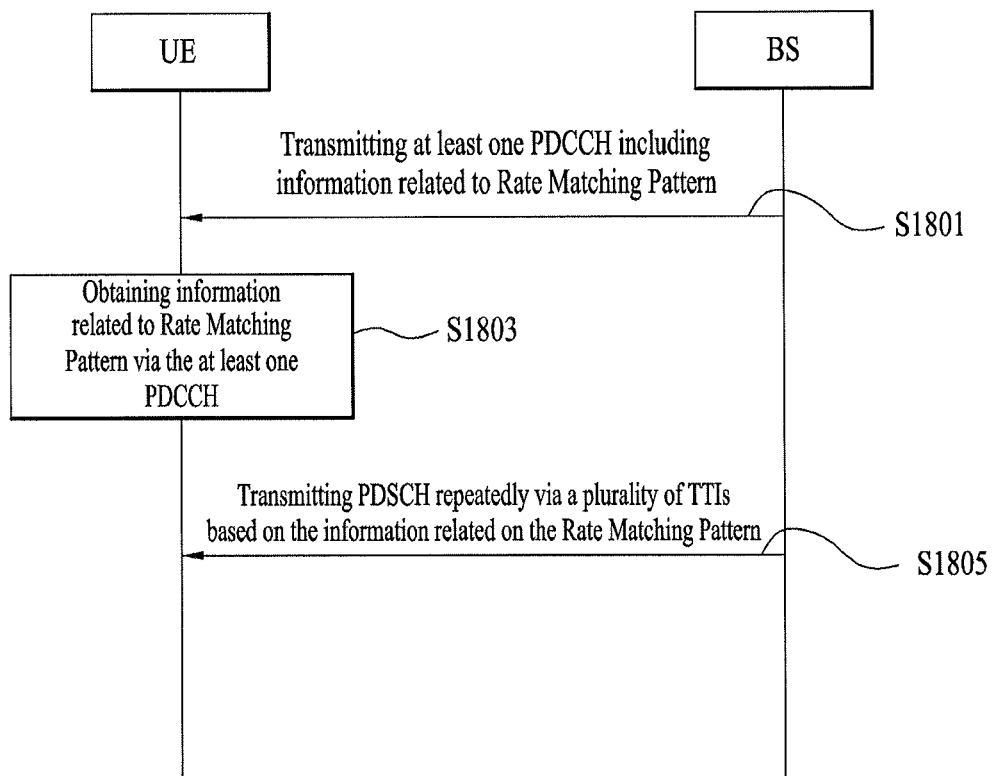 UE
BS
Transmitting at least one PDCCH including
information related to Rate Matching Pattern
S1801
Obtaining information
related to Rate Matching
Pattern via the at least one
PDCCH
S1803
Transmitting PDSCH repeatedly via a plurality of TTIs
based on the information related on the Rate Matching Pattern
S1805